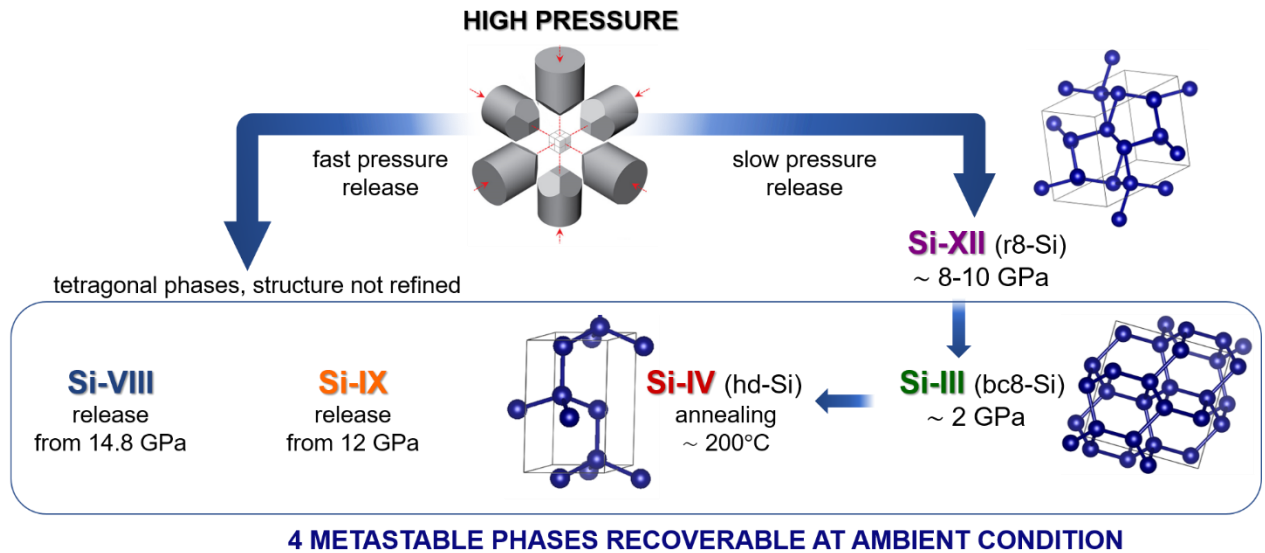 HIGH PRESSURE
fast pressure
release
slow pressure
release
Si-XII (r8-Si)
~ 8-10 GPa
tetragonal phases, structure not refined
Si-VIII
release
from 14.8 GPa
Si-IX
release
from 12 GPa
Si-IV (hd-Si)
annealing
~ 200°C
Si-III (bc8-Si)
~ 2 GPa
4 METASTABLE PHASES RECOVERABLE AT AMBIENT CONDITION